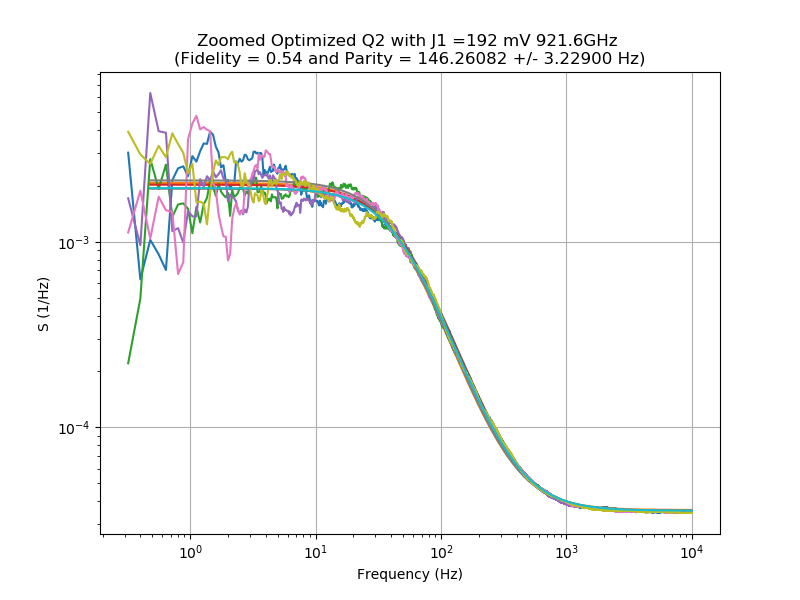 Zoomed Optimized Q2 with J1 =192 mV 921.6GHz
(Fidelity = 0.54 and Parity = 146.26082 +/- 3.22900 Hz)
S (1/Hz)
10⁻³
10⁻⁴
10⁰ 10¹ 10² 10³ 10⁴
Frequency (Hz)